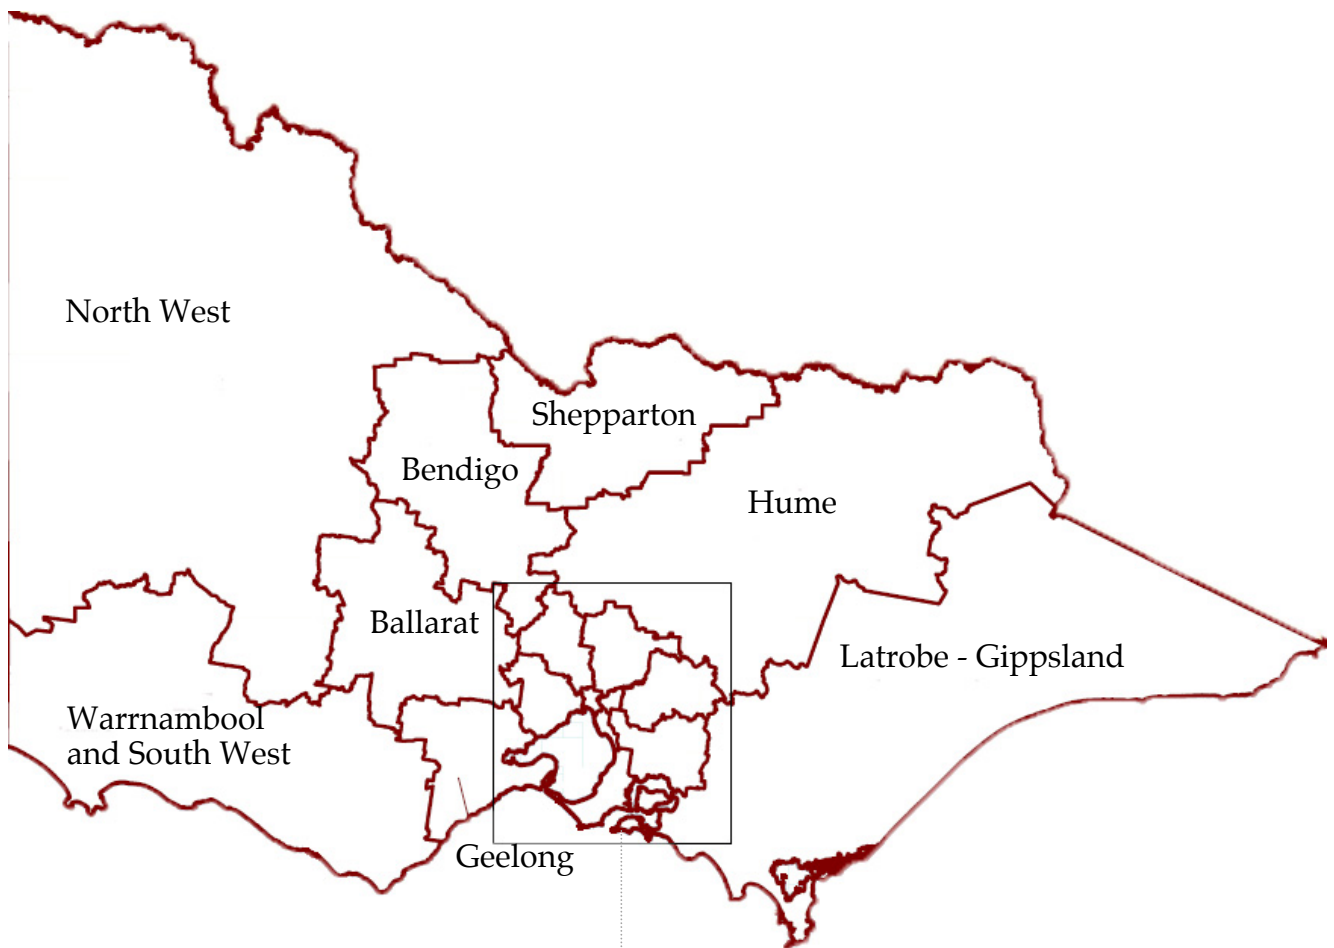 North West
Shepparton
Bendigo
Hume
Ballarat
Latrobe - Gippsland
Warrnambool
and South West
Geelong